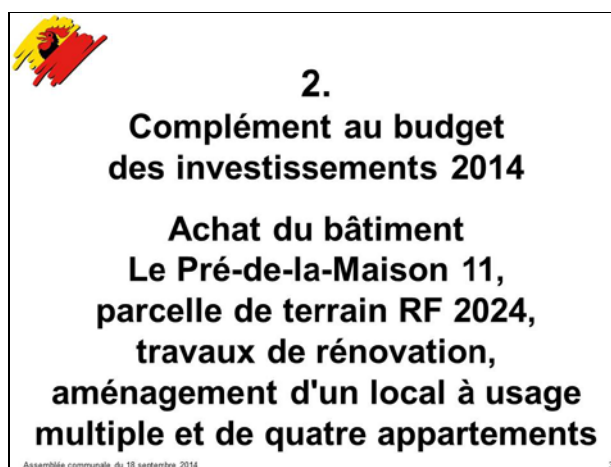 2.
Complément au budget
des investissements 2014
Achat du bâtiment
Le Pré-de-la-Maison 11,
parcelle de terrain RF 2024,
travaux de rénovation,
aménagement d'un local à usage
multiple et de quatre appartements
Assemblée communale du 18 septembre 2014